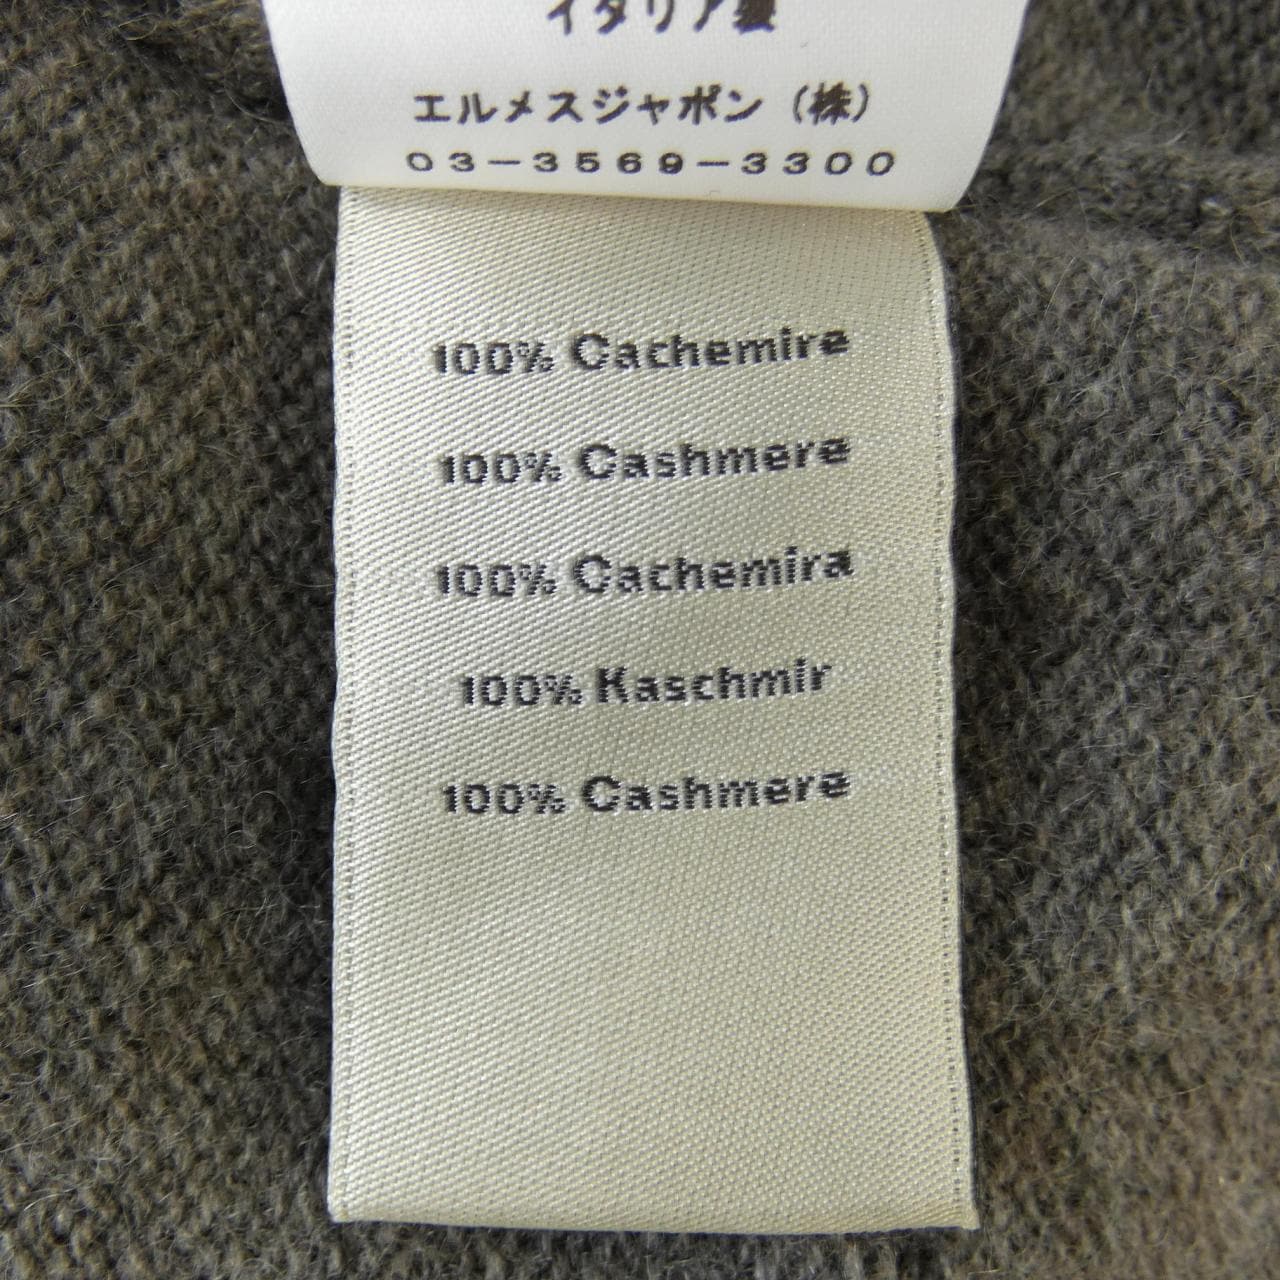 イタリア製
エルメスジャポン（株）
03-3569-3300
100% Cachemire
100% Cashmere
100% Cachemira
100% Kaschmir
100% Cashmere